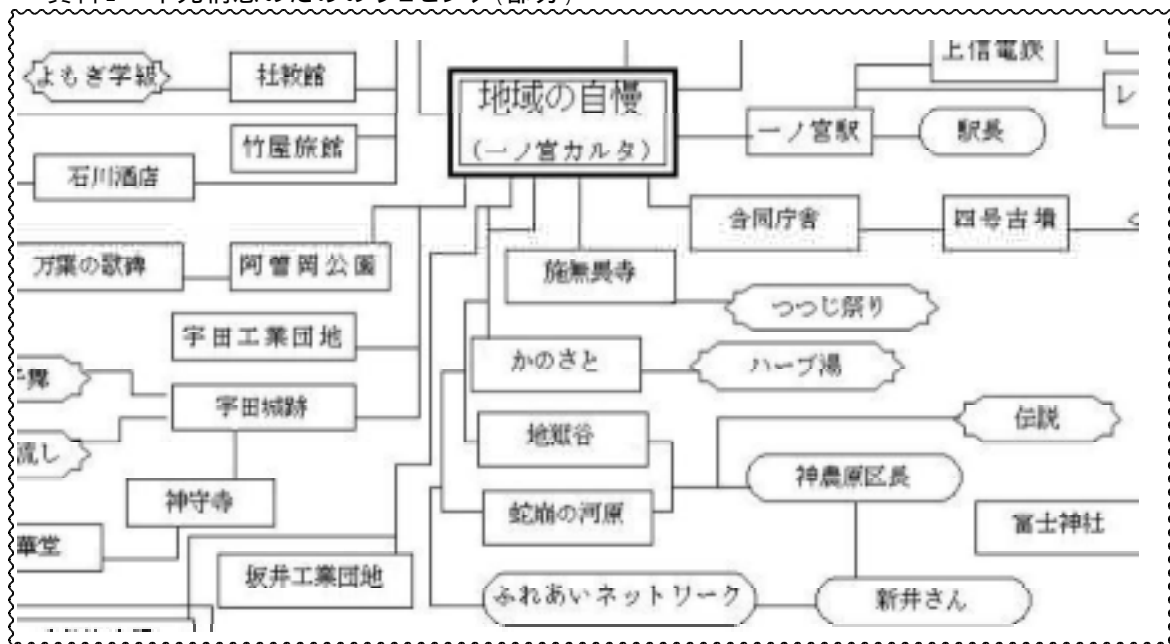 よもぎ学級
社教館
地域の自慢
(一ノ宮カルタ)
上信電鉄
レ
一ノ宮駅
駅長
竹屋旅館
石川酒店
合同庁舎
四号古墳
万葉の歌碑
阿曽岡公園
施無畏寺
つつじ祭り
宇田工業団地
かのさと
ハーブ湯
宇田城跡
流し
地獄谷
伝説
神農原区長
神守寺
蛇崩の河原
富士神社
華堂
坂井工業団地
ふれあいネットワーク
新井さん